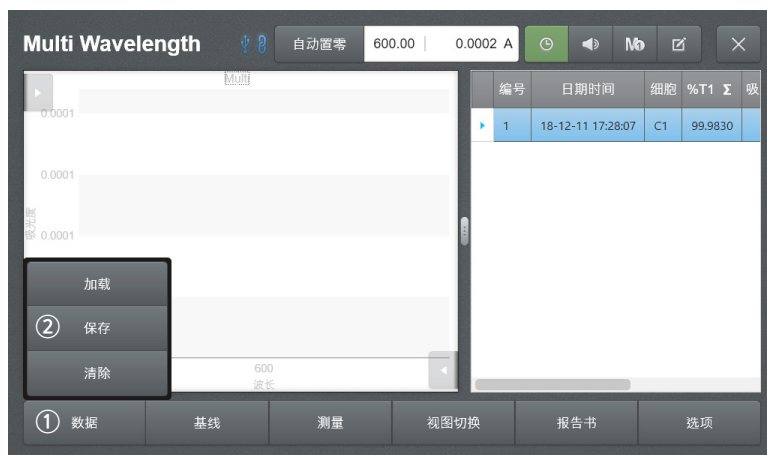 Multi Wavelength 自动置零 600.00 0.0002 A
Multi
0.0001
0.0001
0.0001
吸光度
600
波长
编号 日期时间 细胞 %T1 Σ 吸
1 18-12-11 17:28:07 C1 99.9830
加载
② 保存
清除
① 数据 基线 测量 视图切换 报告书 选项